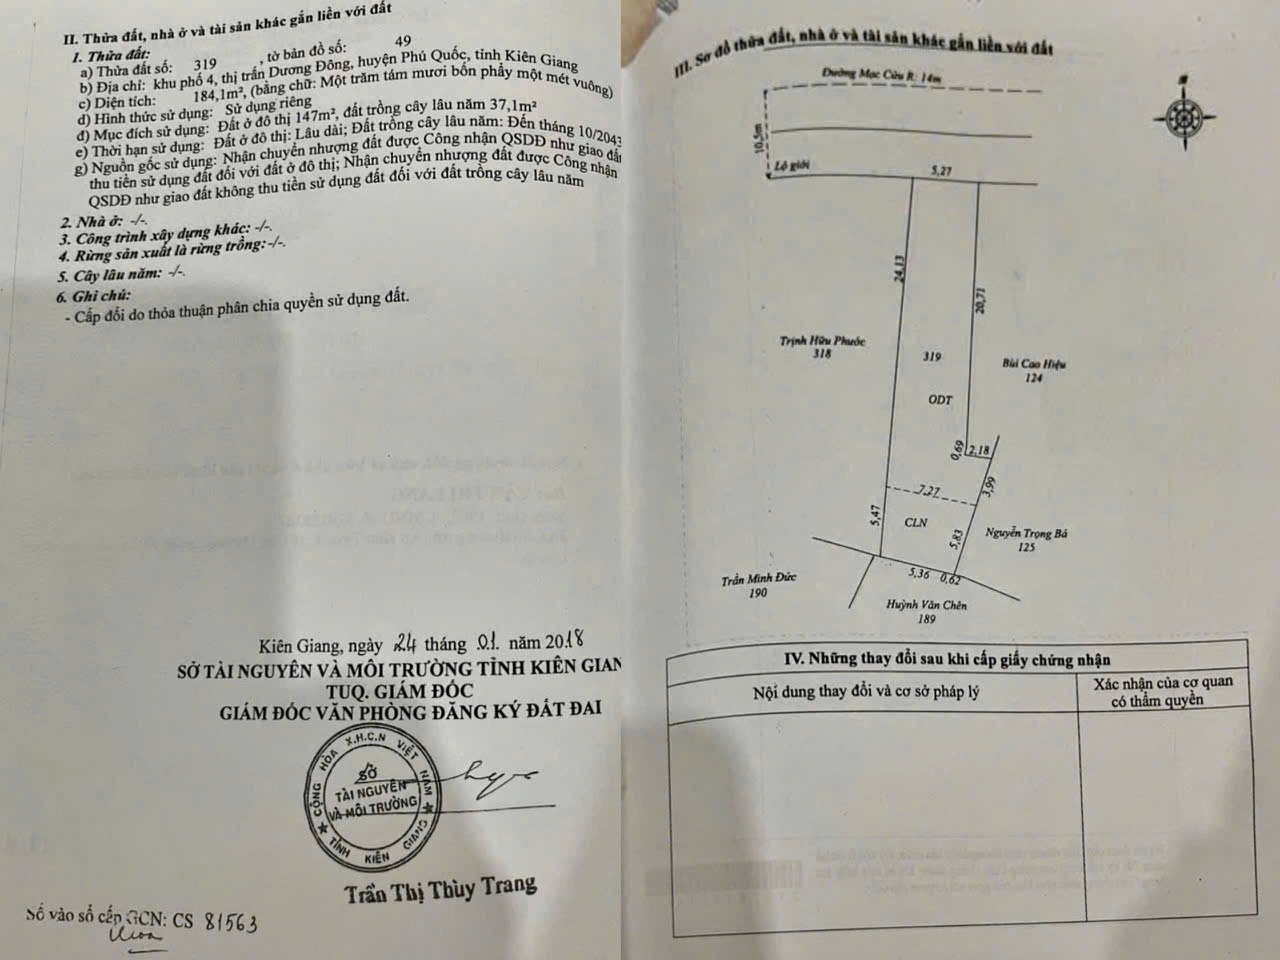 II. Thửa đất, nhà ở và tài sản khác gắn liền với đất
1. Thửa đất:
a) Thửa đất số: 319 , tờ bản đồ số: 49
b) Địa chỉ: khu phố 4, thị trấn Dương Đông, huyện Phú Quốc, tỉnh Kiên Giang
c) Diện tích: 184,1m², (bằng chữ: Một trăm tám mươi bốn phẩy một mét vuông)
d) Hình thức sử dụng: Sử dụng riêng
đ) Mục đích sử dụng: Đất ở đô thị 147m², đất trồng cây lâu năm 37,1m²
e) Thời hạn sử dụng: Đất ở đô thị: Lâu dài; Đất trồng cây lâu năm: Đến tháng 10/2043
g) Nguồn gốc sử dụng: Nhận chuyển nhượng đất được Công nhận QSDĐ như giao đất
thu tiền sử dụng đất đối với đất ở đô thị; Nhận chuyển nhượng đất được Công nhận
QSDĐ như giao đất không thu tiền sử dụng đất đối với đất trồng cây lâu năm
2. Nhà ở: -/-.
3. Công trình xây dựng khác: -/-.
4. Rừng sản xuất là rừng trồng: -/-.
5. Cây lâu năm: -/-.
6. Ghi chú:
- Cấp đổi do thỏa thuận phân chia quyền sử dụng đất.
Kiên Giang, ngày 24 tháng 01. năm 2018
SỞ TÀI NGUYÊN VÀ MÔI TRƯỜNG TỈNH KIÊN GIAN
TUQ. GIÁM ĐỐC
GIÁM ĐỐC VĂN PHÒNG ĐĂNG KÝ ĐẤT ĐAI
CỘNG HÒA X.H.C.N VIỆT NAM
SỞ
TÀI NGUYÊN
VÀ MÔI TRƯỜNG
★ TỈNH KIÊN GIANG ★
Trần Thị Thùy Trang
Số vào sổ cấp GCN: CS 81563
III. Sơ đồ thửa đất, nhà ở và tài sản khác gắn liền với đất
Đường Mạc Cửu R. 14m
10,5m
Lộ giới
5,27
24,13
20,71
Trịnh Hữu Phước
318
319
Bùi Cao Hiệu
124
ODT
0,69
2,18
3,99
7,27
5,47
CLN
5,83
Nguyễn Trọng Bá
125
5,36
0,62
Trần Minh Đức
190
Huỳnh Văn Chên
189
IV. Những thay đổi sau khi cấp giấy chứng nhận
Nội dung thay đổi và cơ sở pháp lý
Xác nhận của cơ quan
có thẩm quyền